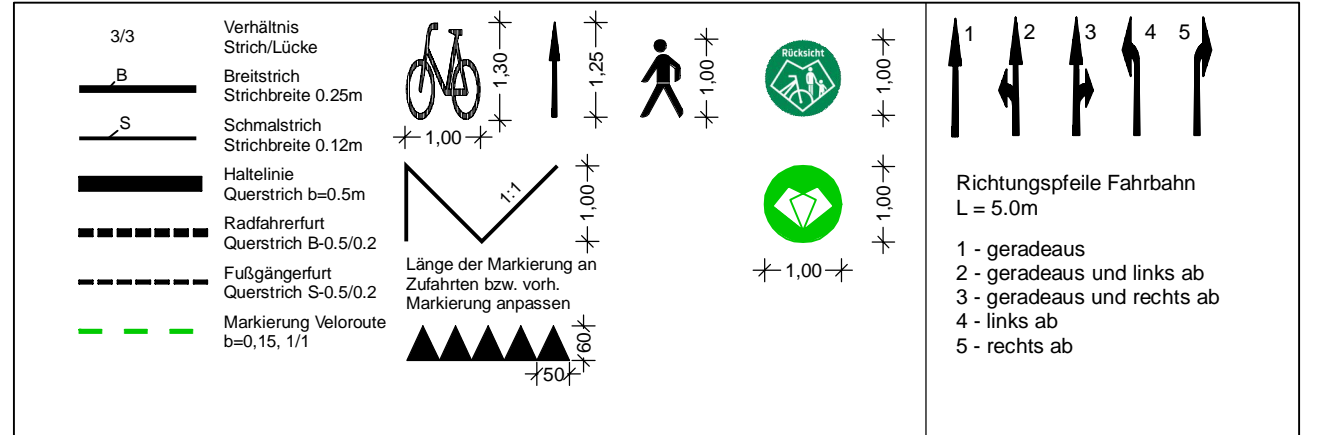 3/3
Verhältnis
Strich/Lücke
B
Breitstrich
Strichbreite 0.25m
S
Schmalstrich
Strichbreite 0.12m
Haltelinie
Querstrich b=0.5m
Radfahrerfurt
Querstrich B-0.5/0.2
Fußgängerfurt
Querstrich S-0.5/0.2
Markierung Veloroute
b=0,15, 1/1
1,30
1,00
1,25
1,00
Rücksicht
1,00
1:1
1,00
1,00
1,00
Länge der Markierung an
Zufahrten bzw. vorh.
Markierung anpassen
60
50
1 2 3 4 5
Richtungspfeile Fahrbahn
L = 5.0m
1 - geradeaus
2 - geradeaus und links ab
3 - geradeaus und rechts ab
4 - links ab
5 - rechts ab